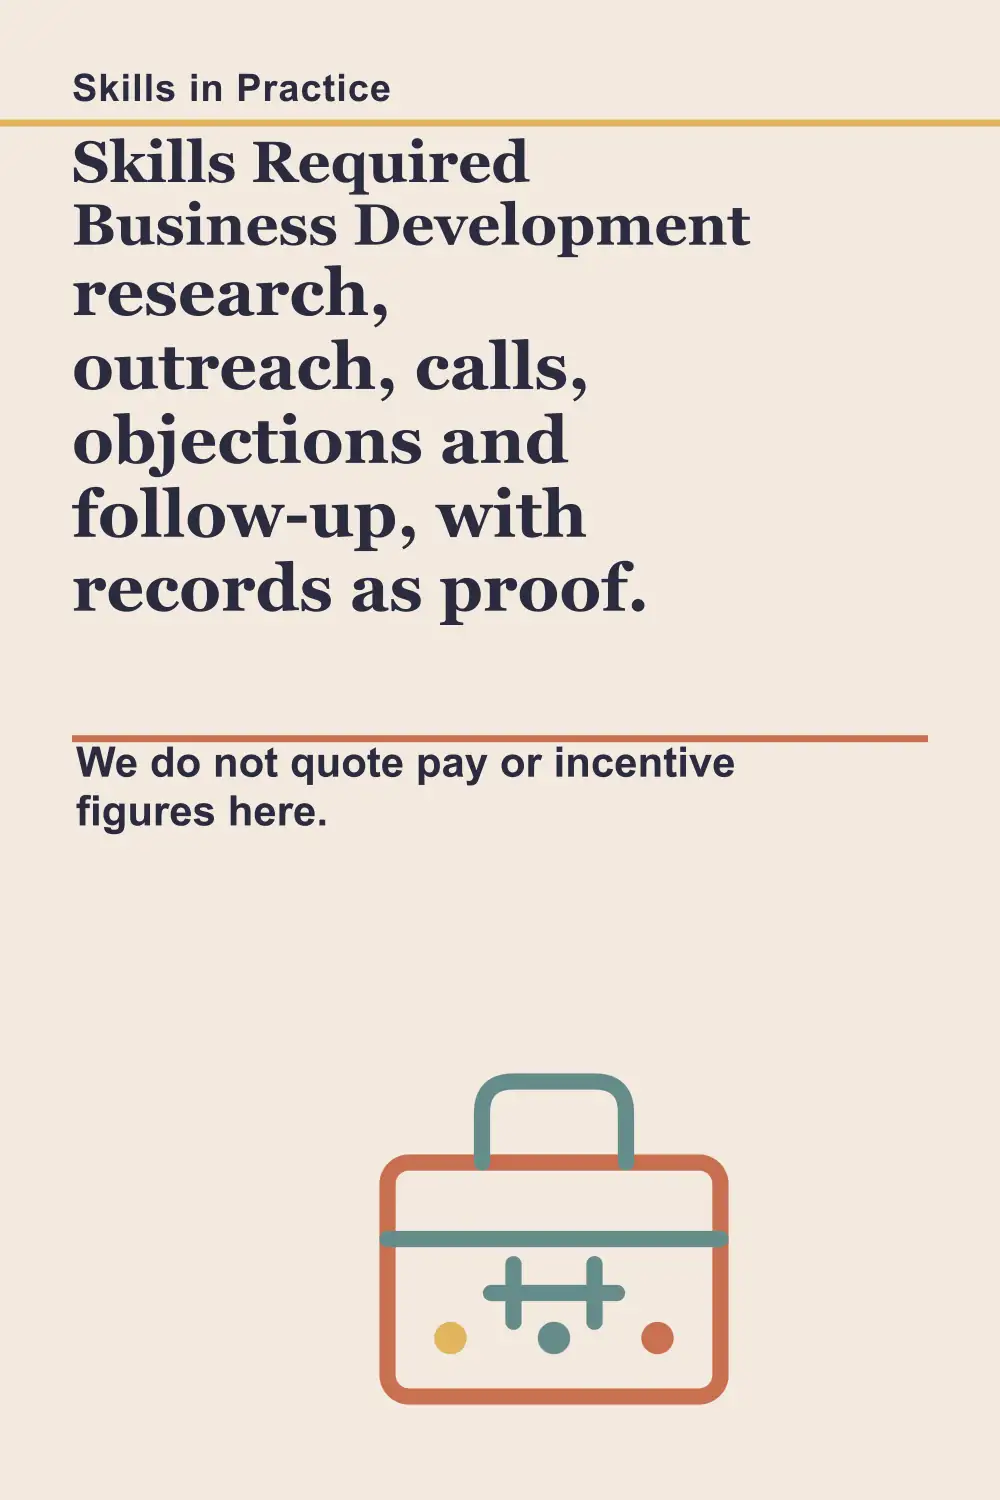 Skills in Practice
Skills Required
Business Development
research,
outreach, calls,
objections and
follow-up, with
records as proof.
We do not quote pay or incentive
figures here.